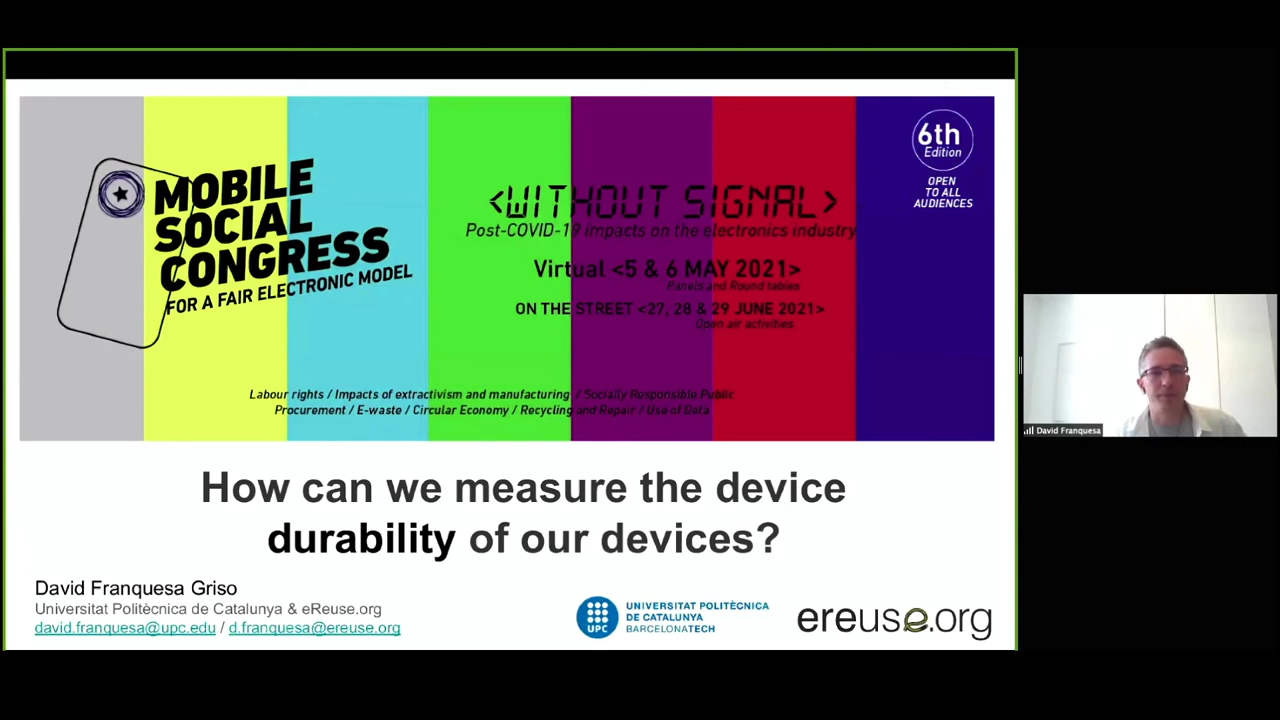 MOBILE
SOCIAL
CONGRESS
FOR A FAIR ELECTRONIC MODEL
<WITHOUT SIGNAL>
Post-COVID-19 impacts on the electronics industry
Virtual <5 & 6 MAY 2021>
Panels and Round tables
ON THE STREET <27, 28 & 29 JUNE 2021>
Open air activities
6th
Edition
OPEN
TO ALL
AUDIENCES
Labour rights / Impacts of extractivism and manufacturing / Socially Responsible Public
Procurement / E-waste / Circular Economy / Recycling and Repair / Use of Data
How can we measure the device
durability of our devices?
David Franquesa Griso
Universitat Politècnica de Catalunya & eReuse.org
david.franquesa@upc.edu / d.franquesa@ereuse.org
UPC
UNIVERSITAT POLITÈCNICA
DE CATALUNYA
BARCELONATECH
ereuse.org
David Franquesa